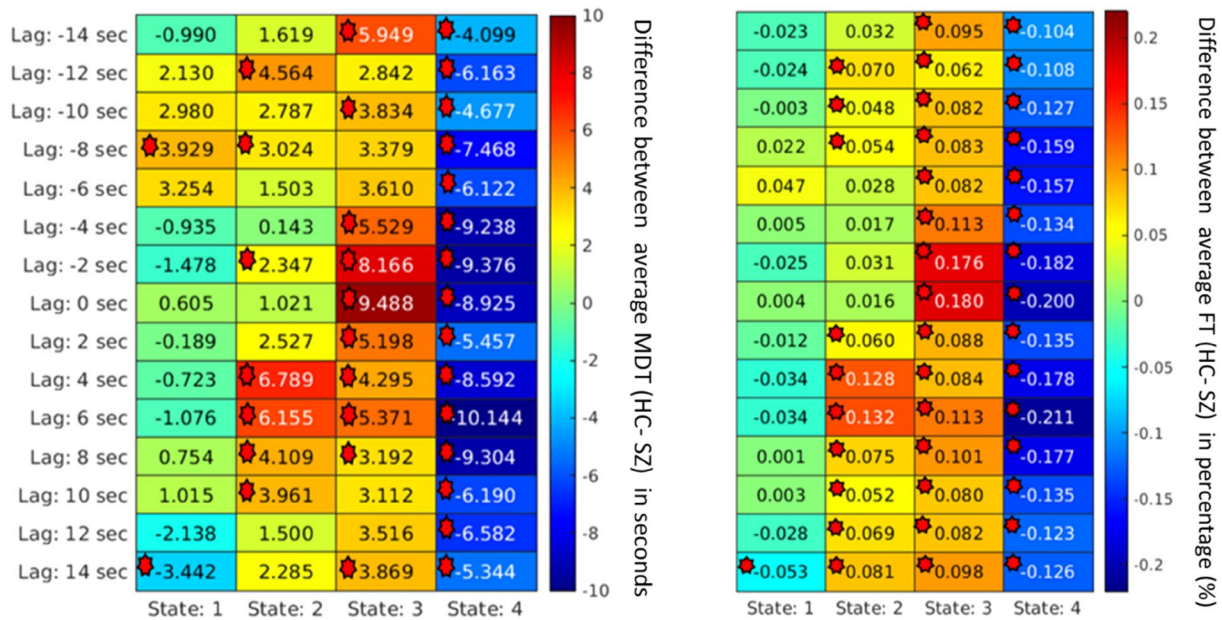 Lag: -14 sec -0.990 1.619 5.949 -4.099
Lag: -12 sec 2.130 4.564 2.842 -6.163
Lag: -10 sec 2.980 2.787 3.834 -4.677
Lag: -8 sec 3.929 3.024 3.379 -7.468
Lag: -6 sec 3.254 1.503 3.610 -6.122
Lag: -4 sec -0.935 0.143 5.529 -9.238
Lag: -2 sec -1.478 2.347 8.166 -9.376
Lag: 0 sec 0.605 1.021 9.488 -8.925
Lag: 2 sec -0.189 2.527 5.198 -5.457
Lag: 4 sec -0.723 6.789 4.295 -8.592
Lag: 6 sec -1.076 6.155 5.371 -10.144
Lag: 8 sec 0.754 4.109 3.192 -9.304
Lag: 10 sec 1.015 3.961 3.112 -6.190
Lag: 12 sec -2.138 1.500 3.516 -6.582
Lag: 14 sec -3.442 2.285 3.869 -5.344
State: 1 State: 2 State: 3 State: 4
10
8
6
4
2
0
-2
-4
-6
-8
-10
Difference between average MDT (HC- SZ) in seconds
-0.023 0.032 0.095 -0.104
-0.024 0.070 0.062 -0.108
-0.003 0.048 0.082 -0.127
0.022 0.054 0.083 -0.159
0.047 0.028 0.082 -0.157
0.005 0.017 0.113 -0.134
-0.025 0.031 0.176 -0.182
0.004 0.016 0.180 -0.200
-0.012 0.060 0.088 -0.135
-0.034 0.128 0.084 -0.178
-0.034 0.132 0.113 -0.211
0.001 0.075 0.101 -0.177
0.003 0.052 0.080 -0.135
-0.028 0.069 0.082 -0.123
-0.053 0.081 0.098 -0.126
State: 1 State: 2 State: 3 State: 4
0.2
0.15
0.1
0.05
0
-0.05
-0.1
-0.15
-0.2
Difference between average FT (HC- SZ) in percentage (%)